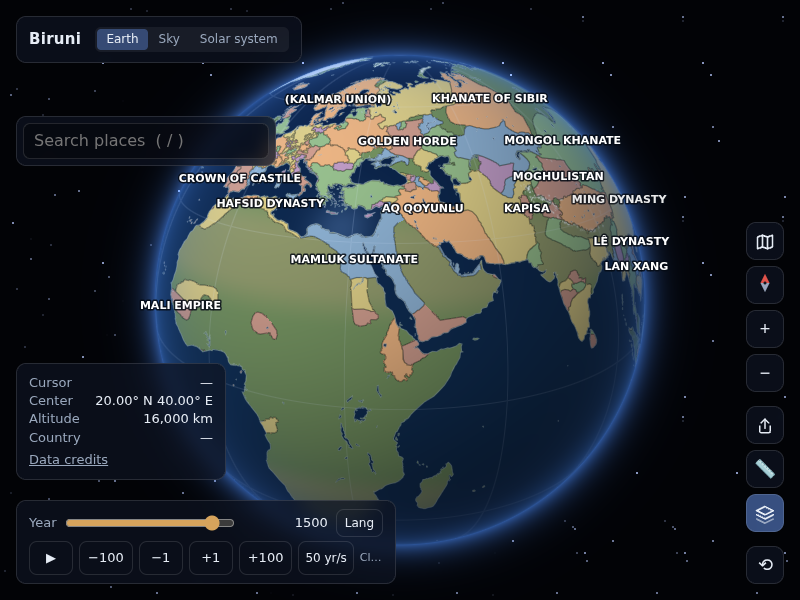 Biruni Earth Sky Solar system
(KALMAR UNION)
KHANATE OF SIBIR
Search places ( / )
GOLDEN HORDE
MONGOL KHANATE
CROWN OF CASTILE
MOGHULISTAN
HAFSID DYNASTY
AQ QOYUNLU
KAPISA
MING DYNASTY
LÊ DYNASTY
MAMLUK SULTANATE
LAN XANG
MALI EMPIRE
Cursor —
Center 20.00° N 40.00° E
Altitude 16,000 km
Country —
Data credits
Year 1500 Lang
−100 −1 +1 +100 50 yr/s Cl…